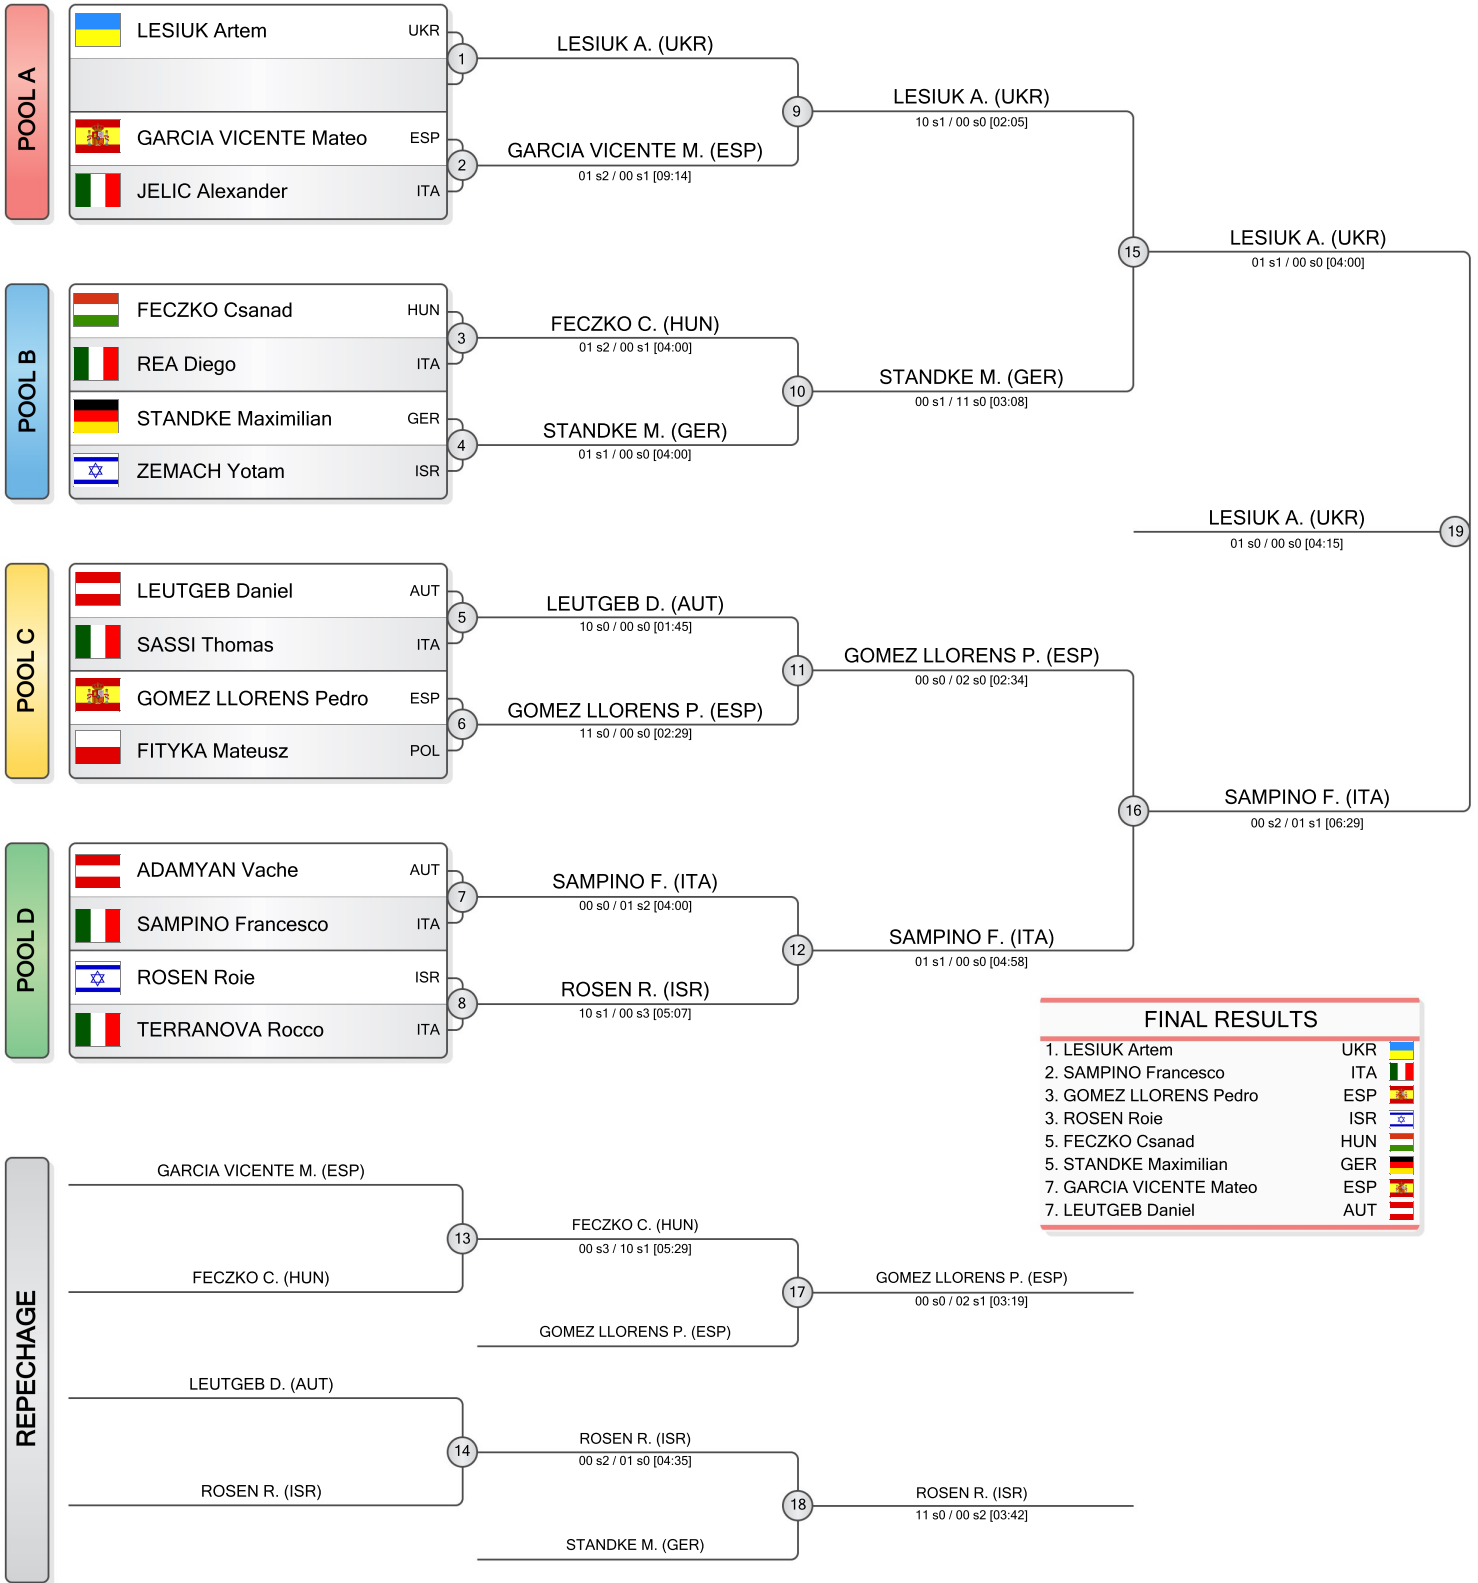 POOL A
LESIUK Artem UKR
GARCIA VICENTE Mateo ESP
JELIC Alexander ITA
1
2
LESIUK A. (UKR)
GARCIA VICENTE M. (ESP)
01 s2 / 00 s1 [09:14]
9
LESIUK A. (UKR)
10 s1 / 00 s0 [02:05]
POOL B
FECZKO Csanad HUN
REA Diego ITA
STANDKE Maximilian GER
ZEMACH Yotam ISR
3
4
FECZKO C. (HUN)
01 s2 / 00 s1 [04:00]
STANDKE M. (GER)
01 s1 / 00 s0 [04:00]
10
STANDKE M. (GER)
00 s1 / 11 s0 [03:08]
15
LESIUK A. (UKR)
01 s1 / 00 s0 [04:00]
LESIUK A. (UKR)
01 s0 / 00 s0 [04:15]
19
POOL C
LEUTGEB Daniel AUT
SASSI Thomas ITA
GOMEZ LLORENS Pedro ESP
FITYKA Mateusz POL
5
6
LEUTGEB D. (AUT)
10 s0 / 00 s0 [01:45]
GOMEZ LLORENS P. (ESP)
11 s0 / 00 s0 [02:29]
11
GOMEZ LLORENS P. (ESP)
00 s0 / 02 s0 [02:34]
POOL D
ADAMYAN Vache AUT
SAMPINO Francesco ITA
ROSEN Roie ISR
TERRANOVA Rocco ITA
7
8
SAMPINO F. (ITA)
00 s0 / 01 s2 [04:00]
ROSEN R. (ISR)
10 s1 / 00 s3 [05:07]
12
SAMPINO F. (ITA)
01 s1 / 00 s0 [04:58]
16
SAMPINO F. (ITA)
00 s2 / 01 s1 [06:29]
FINAL RESULTS
1. LESIUK Artem UKR
2. SAMPINO Francesco ITA
3. GOMEZ LLORENS Pedro ESP
3. ROSEN Roie ISR
5. FECZKO Csanad HUN
5. STANDKE Maximilian GER
7. GARCIA VICENTE Mateo ESP
7. LEUTGEB Daniel AUT
REPECHAGE
GARCIA VICENTE M. (ESP)
FECZKO C. (HUN)
13
FECZKO C. (HUN)
00 s3 / 10 s1 [05:29]
GOMEZ LLORENS P. (ESP)
17
GOMEZ LLORENS P. (ESP)
00 s0 / 02 s1 [03:19]
LEUTGEB D. (AUT)
ROSEN R. (ISR)
14
ROSEN R. (ISR)
00 s2 / 01 s0 [04:35]
STANDKE M. (GER)
18
ROSEN R. (ISR)
11 s0 / 00 s2 [03:42]